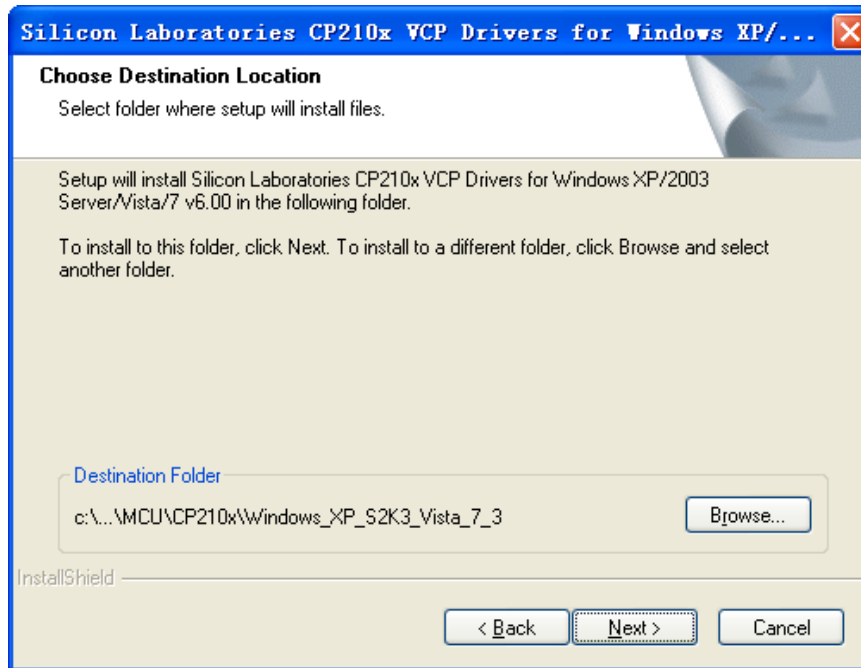 Silicon Laboratories CP210x VCP Drivers for Windows XP/...
Choose Destination Location
Select folder where setup will install files.
Setup will install Silicon Laboratories CP210x VCP Drivers for Windows XP/2003
Server/Vista/7 v6.00 in the following folder.
To install to this folder, click Next. To install to a different folder, click Browse and select
another folder.
Destination Folder
c:\...\MCU\CP210x\Windows_XP_S2K3_Vista_7_3
Browse...
InstallShield
< Back
Next >
Cancel